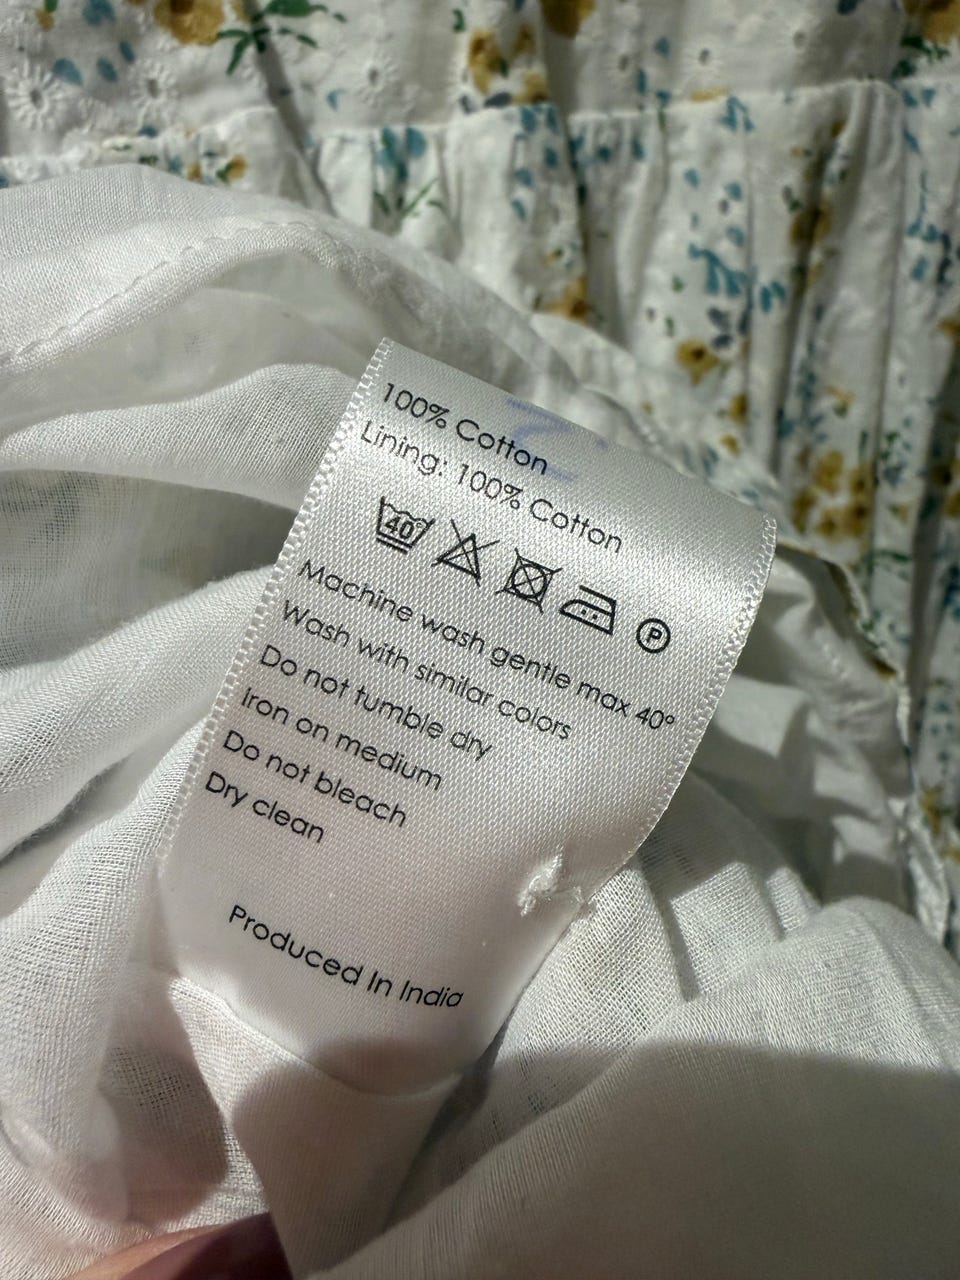 100% Cotton
Lining: 100% Cotton
40 P
Machine wash gentle max 40°
Wash with similar colors
Do not tumble dry
Iron on medium
Do not bleach
Dry clean
Produced In India